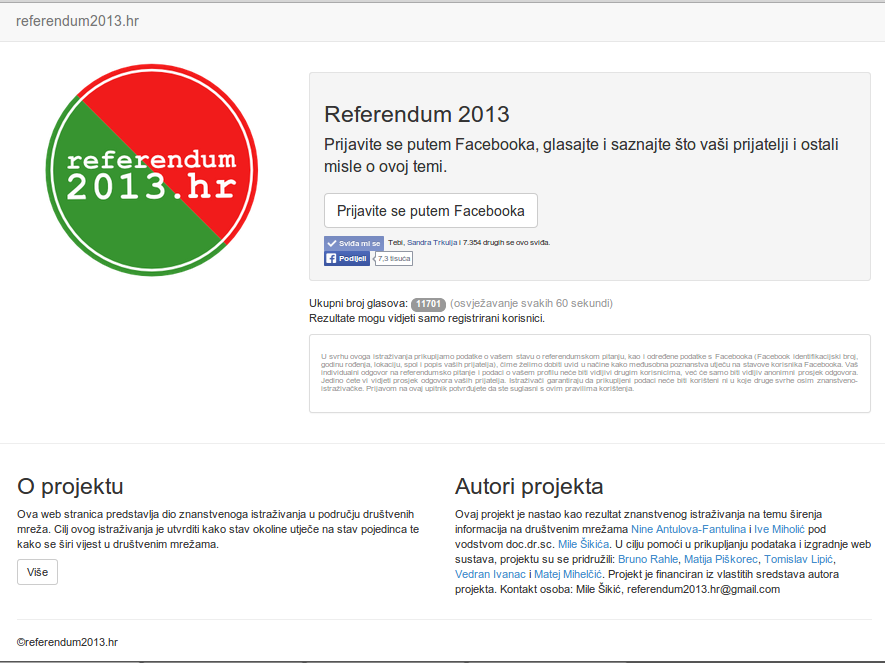 referendum2013.hr
referendum
2013.hr
Referendum 2013
Prijavite se putem Facebooka, glasajte i saznajte što vaši prijatelji i ostali
misle o ovoj temi.
Prijavite se putem Facebooka
Sviđa mi se Tebi, Sandra Trkulja i 7.354 drugih se ovo sviđa.
Podijeli 7,3 tisuća
Ukupni broj glasova: 11701 (osvježavanje svakih 60 sekundi)
Rezultate mogu vidjeti samo registrirani korisnici.
U svrhu ovoga istraživanja prikupljamo podatke o vašem stavu o referendumskom pitanju, kao i određene podatke s Facebooka (Facebook identifikacijski broj,
godinu rođenja, lokaciju, spol i popis vaših prijatelja), čime želimo dobiti uvid u načine kako međusobna poznanstva utječu na stavove korisnika Facebooka. Vaš
individualni odgovor na referendumsko pitanje i podaci o vašem profilu neće biti vidljivi drugim korisnicima, već će samo biti vidljiv anonimni prosjek odgovora.
Jedino ćete vi vidjeti prosjek odgovora vaših prijatelja. Istraživači garantiraju da prikupljeni podaci neće biti korišteni ni u koje druge svrhe osim znanstveno-
istraživačke. Prijavom na ovaj upitnik potvrđujete da ste suglasni s ovim pravilima korištenja.
O projektu
Ova web stranica predstavlja dio znanstvenoga istraživanja u području društvenih
mreža. Cilj ovog istraživanja je utvrditi kako stav okoline utječe na stav pojedinca te
kako se širi vijest u društvenim mrežama.
Više
Autori projekta
Ovaj projekt je nastao kao rezultat znanstvenog istraživanja na temu širenja
informacija na društvenim mrežama Nine Antulova-Fantulina i Ive Miholić pod
vodstvom doc.dr.sc. Mile Šikića. U cilju pomoći u prikupljanju podataka i izgradnje web
sustava, projektu su se pridružili: Bruno Rahle, Matija Piškorec, Tomislav Lipić,
Vedran Ivanac i Matej Mihelčić. Projekt je financiran iz vlastitih sredstava autora
projekta. Kontakt osoba: Mile Šikić, referendum2013.hr@gmail.com
©referendum2013.hr